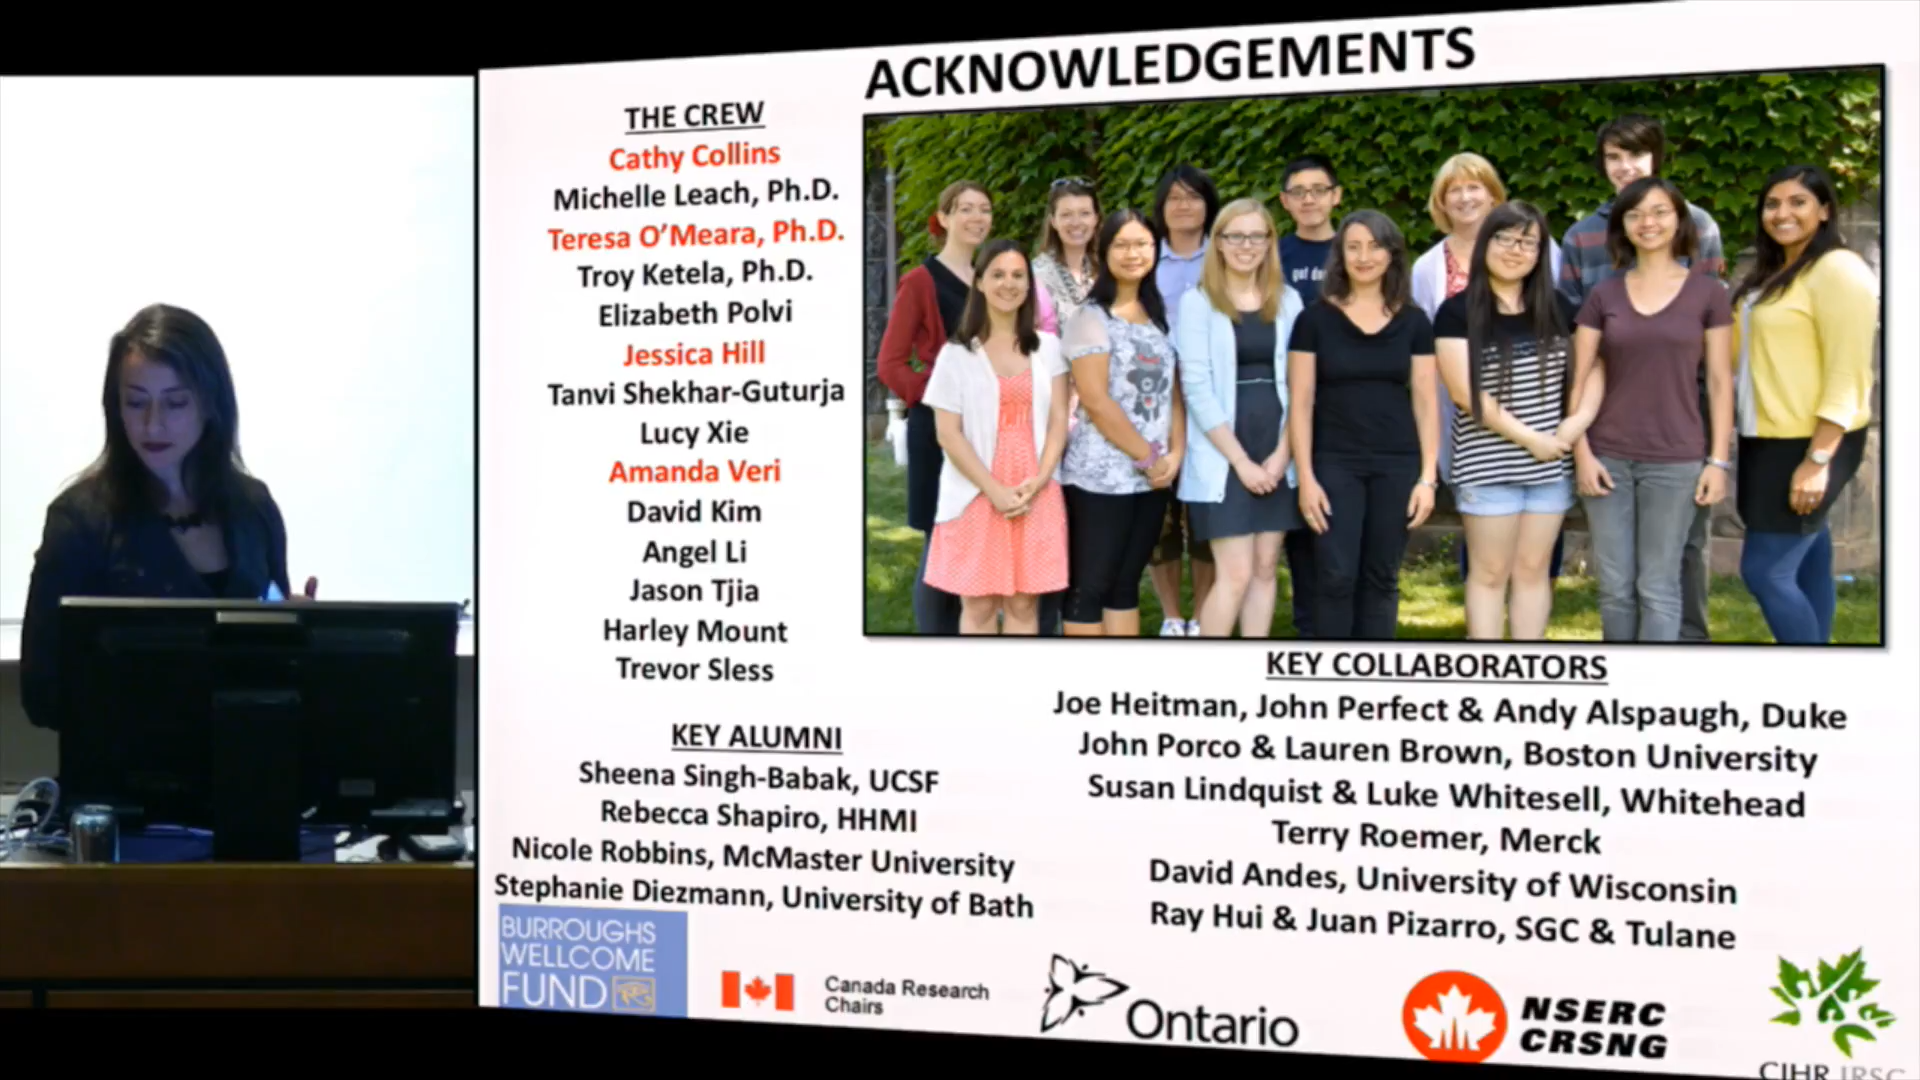 ACKNOWLEDGEMENTS
THE CREW
Cathy Collins
Michelle Leach, Ph.D.
Teresa O'Meara, Ph.D.
Troy Ketela, Ph.D.
Elizabeth Polvi
Jessica Hill
Tanvi Shekhar-Guturja
Lucy Xie
Amanda Veri
David Kim
Angel Li
Jason Tjia
Harley Mount
Trevor Sless
KEY ALUMNI
Sheena Singh-Babak, UCSF
Rebecca Shapiro, HHMI
Nicole Robbins, McMaster University
Stephanie Diezmann, University of Bath
KEY COLLABORATORS
Joe Heitman, John Perfect & Andy Alspaugh, Duke
John Porco & Lauren Brown, Boston University
Susan Lindquist & Luke Whitesell, Whitehead
Terry Roemer, Merck
David Andes, University of Wisconsin
Ray Hui & Juan Pizarro, SGC & Tulane
BURROUGHS
WELLCOME
FUND
Canada Research
Chairs
Ontario
NSERC
CRSNG
CIHR IRSC